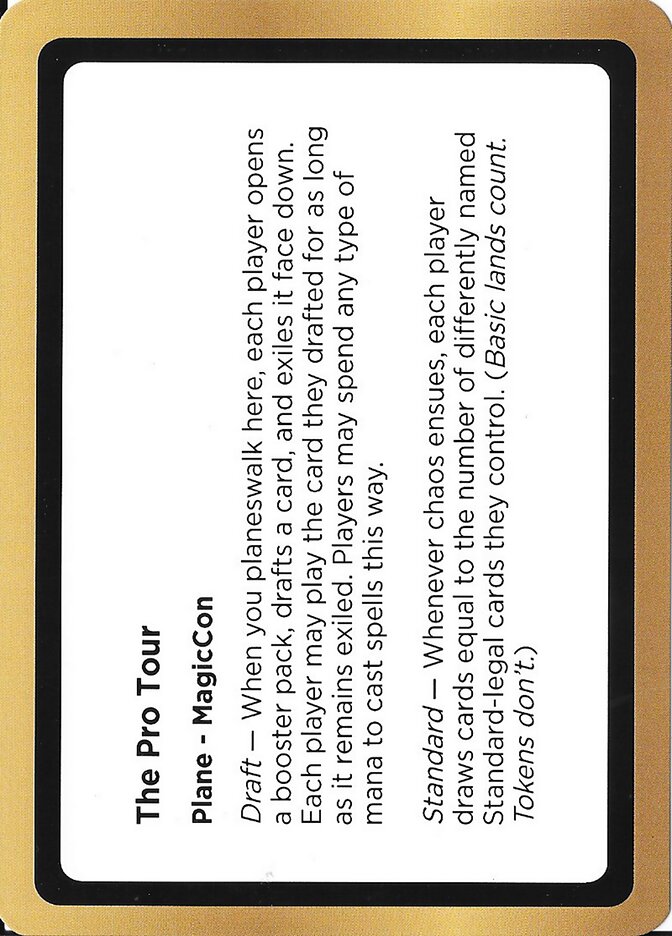 The Pro Tour
Plane - MagicCon
Draft — When you planeswalk here, each player opens
a booster pack, drafts a card, and exiles it face down.
Each player may play the card they drafted for as long
as it remains exiled. Players may spend any type of
mana to cast spells this way.
Standard — Whenever chaos ensues, each player
draws cards equal to the number of differently named
Standard-legal cards they control. (Basic lands count.
Tokens don't.)